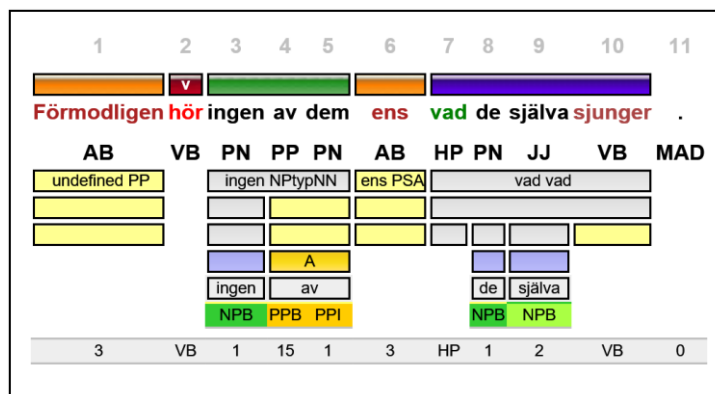 1 2 3 4 5 6 7 8 9 10 11
v
Förmodligen hör ingen av dem ens vad de själva sjunger .
AB VB PN PP PN AB HP PN JJ VB MAD
undefined PP ingen NPtypNN ens PSA vad vad
A
ingen av de själva
NPB PPB PPI NPB NPB
3 VB 1 15 1 3 HP 1 2 VB 0